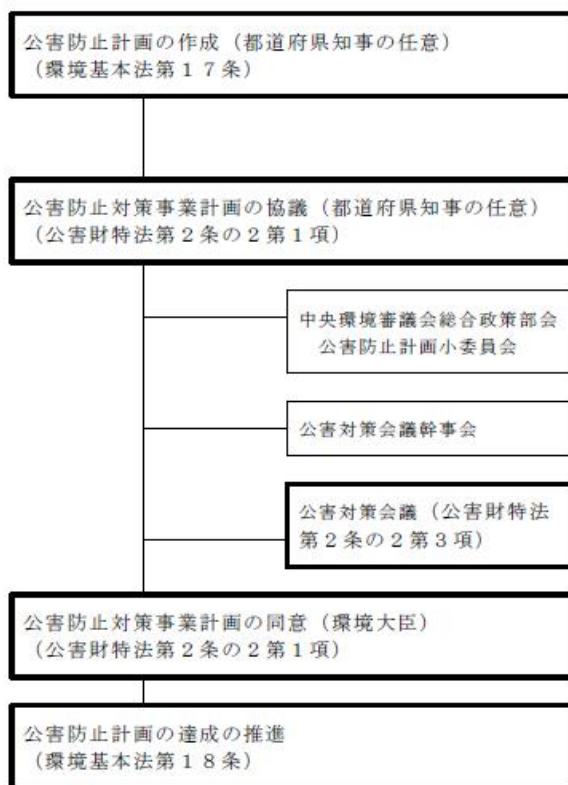 公害防止計画の作成（都道府県知事の任意）
（環境基本法第１７条）
公害防止対策事業計画の協議（都道府県知事の任意）
（公害財特法第２条の２第１項）
中央環境審議会総合政策部会
公害防止計画小委員会
公害対策会議幹事会
公害対策会議（公害財特法
第２条の２第３項）
公害防止対策事業計画の同意（環境大臣）
（公害財特法第２条の２第１項）
公害防止計画の達成の推進
（環境基本法第１８条）